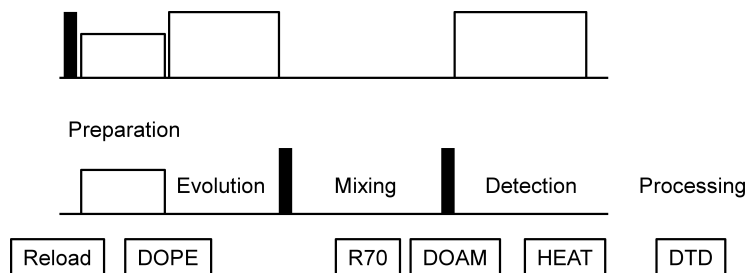 Preparation
Evolution Mixing Detection Processing
Reload DOPE R70 DOAM HEAT DTD